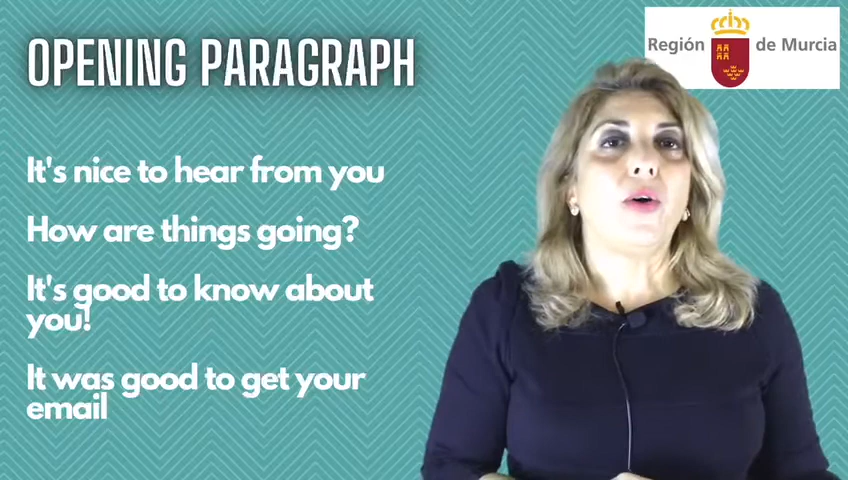 OPENING PARAGRAPH
Región de Murcia
It's nice to hear from you
How are things going?
It's good to know about
you!
It was good to get your
email